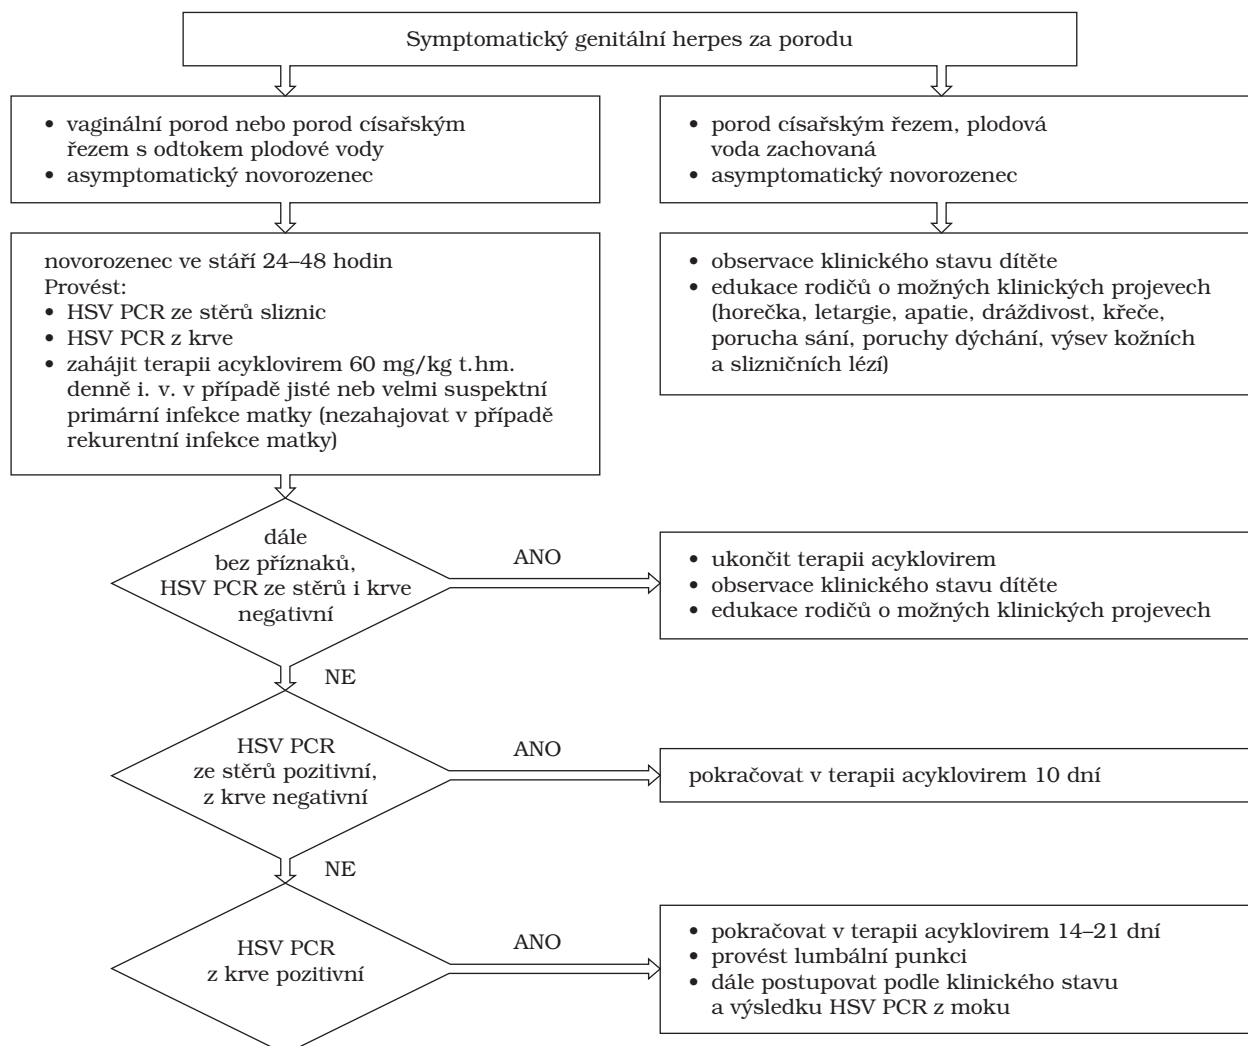 Symptomatický genitální herpes za porodu
• vaginální porod nebo porod císařským
řezem s odtokem plodové vody
• asymptomatický novorozenec
• porod císařským řezem, plodová
voda zachovaná
• asymptomatický novorozenec
novorozenec ve stáří 24–48 hodin
Provést:
• HSV PCR ze stěrů sliznic
• HSV PCR z krve
• zahájit terapii acyklovirem 60 mg/kg t.hm.
denně i. v. v případě jisté neb velmi suspektní
primární infekce matky (nezahajovat v případě
rekurentní infekce matky)
• observace klinického stavu dítěte
• edukace rodičů o možných klinických projevech
(horečka, letargie, apatie, dráždivost, křeče,
porucha sání, poruchy dýchání, výsev kožních
a slizničních lézí)
dále
bez příznaků,
HSV PCR ze stěrů i krve
negativní
ANO
• ukončit terapii acyklovirem
• observace klinického stavu dítěte
• edukace rodičů o možných klinických projevech
NE
HSV PCR
ze stěrů pozitivní,
z krve negativní
ANO
pokračovat v terapii acyklovirem 10 dní
NE
HSV PCR
z krve pozitivní
ANO
• pokračovat v terapii acyklovirem 14–21 dní
• provést lumbální punkci
• dále postupovat podle klinického stavu
a výsledku HSV PCR z moku